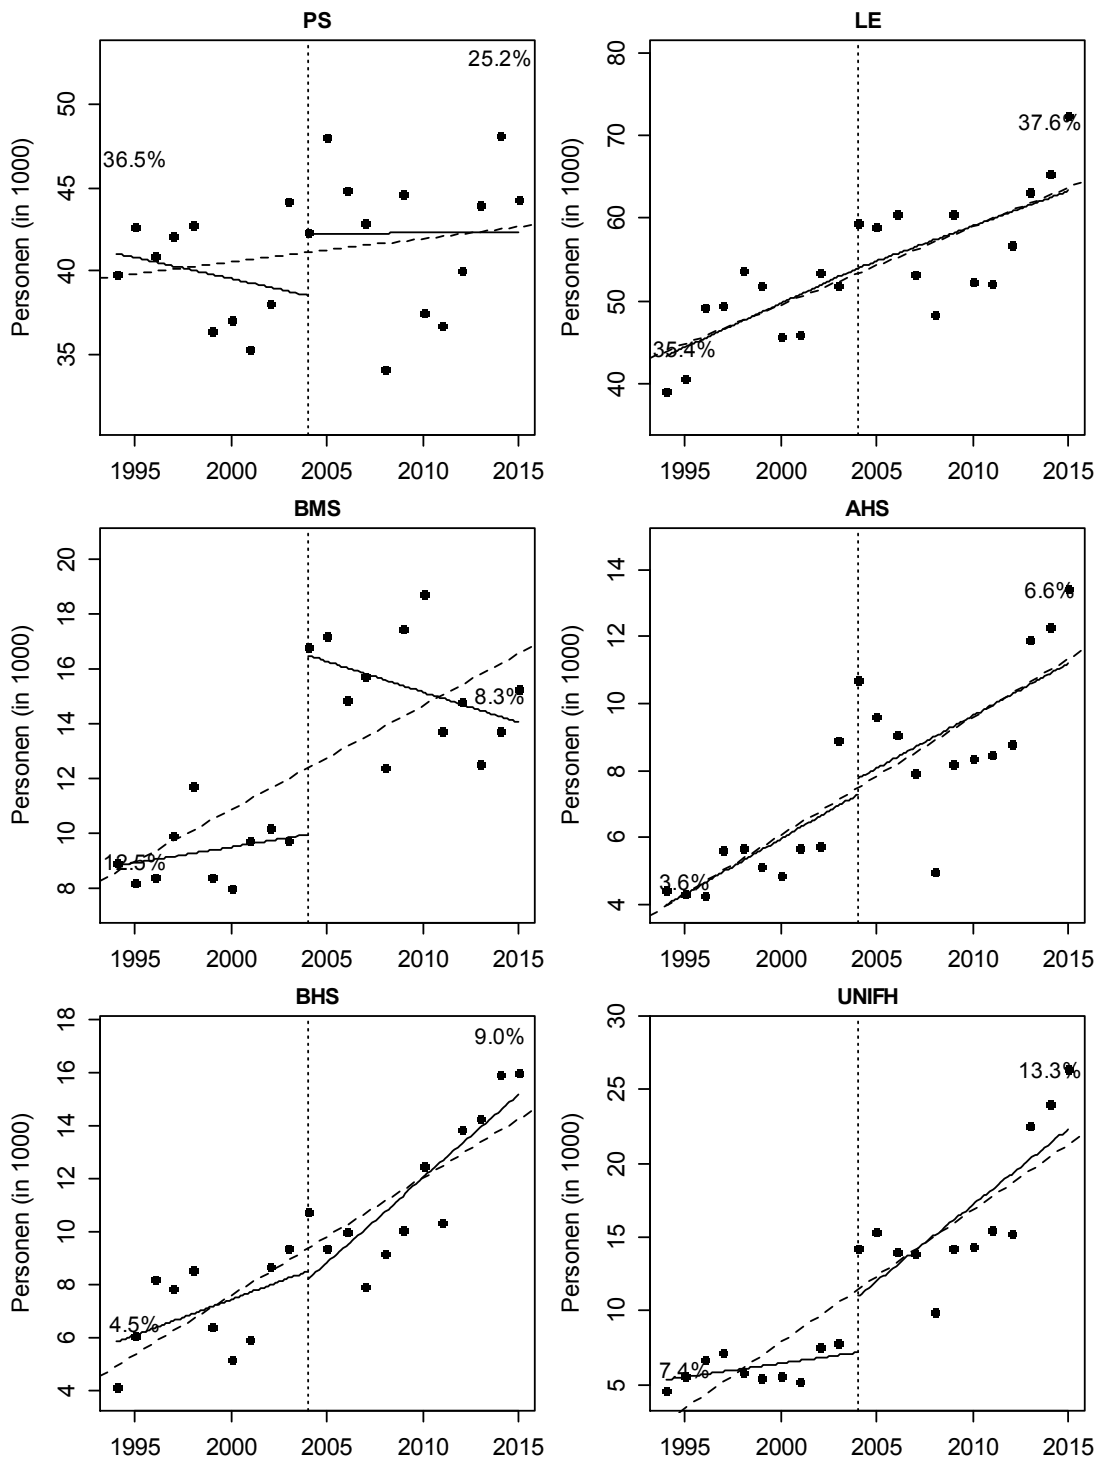 PS
Personen (in 1000)
50
45
40
35
36.5%
25.2%
1995 2000 2005 2010 2015
LE
Personen (in 1000)
80
70
60
50
40
35.4%
37.6%
1995 2000 2005 2010 2015
BMS
Personen (in 1000)
20
18
16
14
12
10
8
12.5%
8.3%
1995 2000 2005 2010 2015
AHS
Personen (in 1000)
14
12
10
8
6
4
3.6%
6.6%
1995 2000 2005 2010 2015
BHS
Personen (in 1000)
18
16
14
12
10
8
6
4
4.5%
9.0%
1995 2000 2005 2010 2015
UNIFH
Personen (in 1000)
30
25
20
15
10
5
7.4%
13.3%
1995 2000 2005 2010 2015